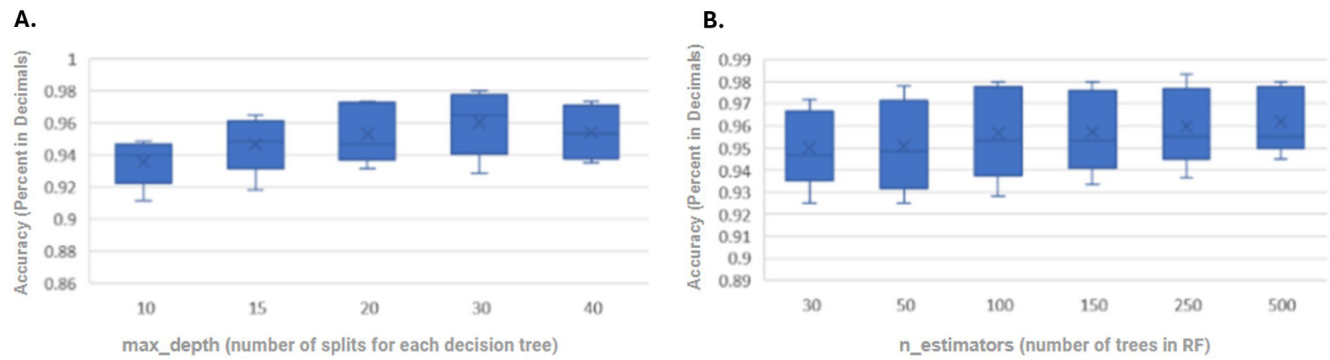 A.
Accuracy (Percent in Decimals)
1
0.98
0.96
0.94
0.92
0.9
0.88
0.86
10 15 20 30 40
max_depth (number of splits for each decision tree)
B.
Accuracy (Percent in Decimals)
0.99
0.98
0.97
0.96
0.95
0.94
0.93
0.92
0.91
0.9
0.89
30 50 100 150 250 500
n_estimators (number of trees in RF)